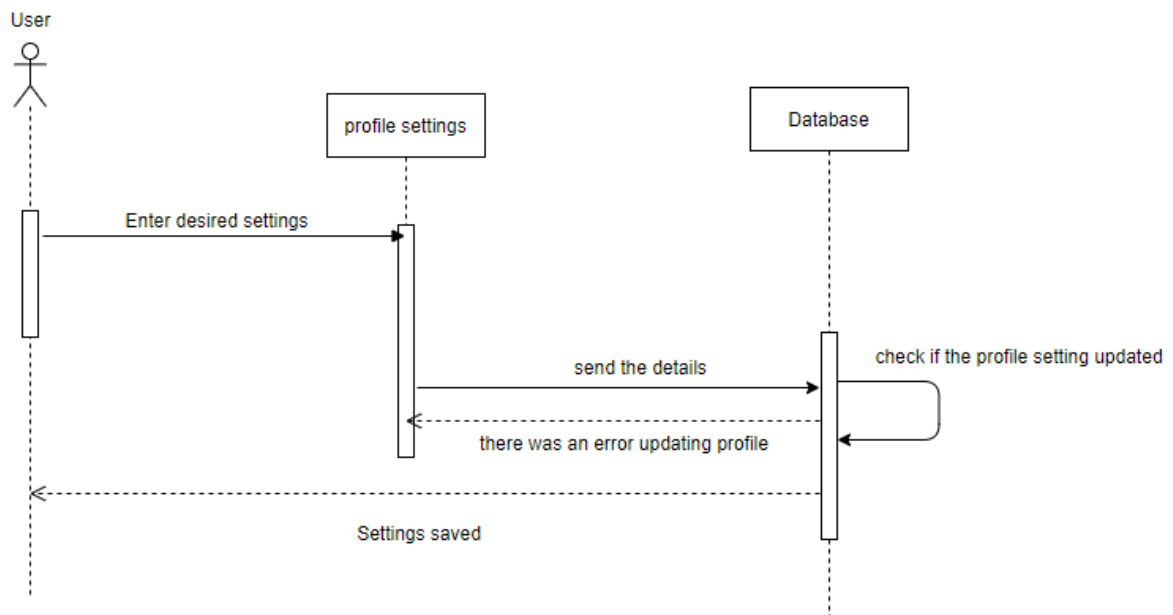 User
profile settings
Database
Enter desired settings
check if the profile setting updated
send the details
there was an error updating profile
Settings saved